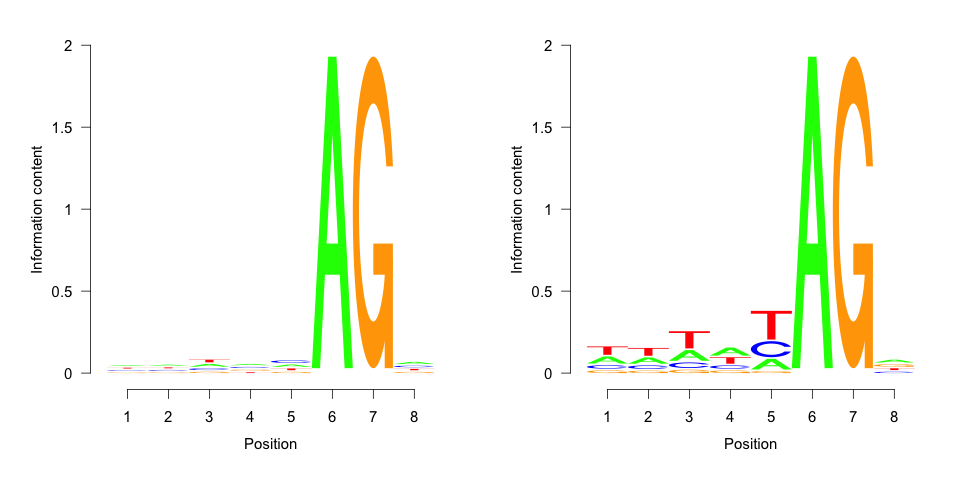 2
1.5
1
0.5
0
Information content
AG
1 2 3 4 5 6 7 8
Position
2
1.5
1
0.5
0
Information content
T T T A T A G A
A A A T C
C C C C A
1 2 3 4 5 6 7 8
Position